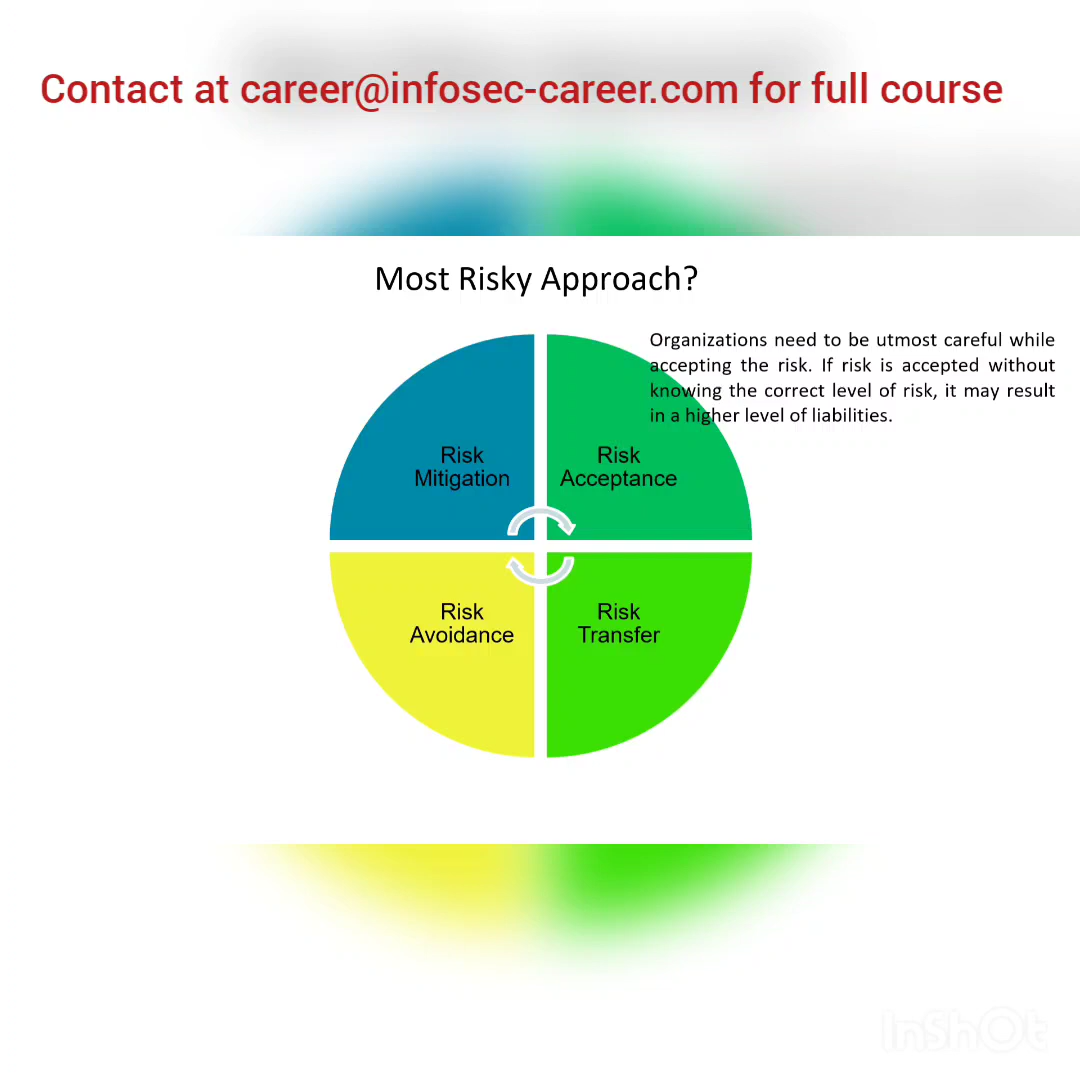 Contact at career@infosec-career.com for full course
Most Risky Approach?
Organizations need to be utmost careful while
accepting the risk. If risk is accepted without
knowing the correct level of risk, it may result
in a higher level of liabilities.
Risk
Mitigation
Risk
Acceptance
Risk
Avoidance
Risk
Transfer
InShOt